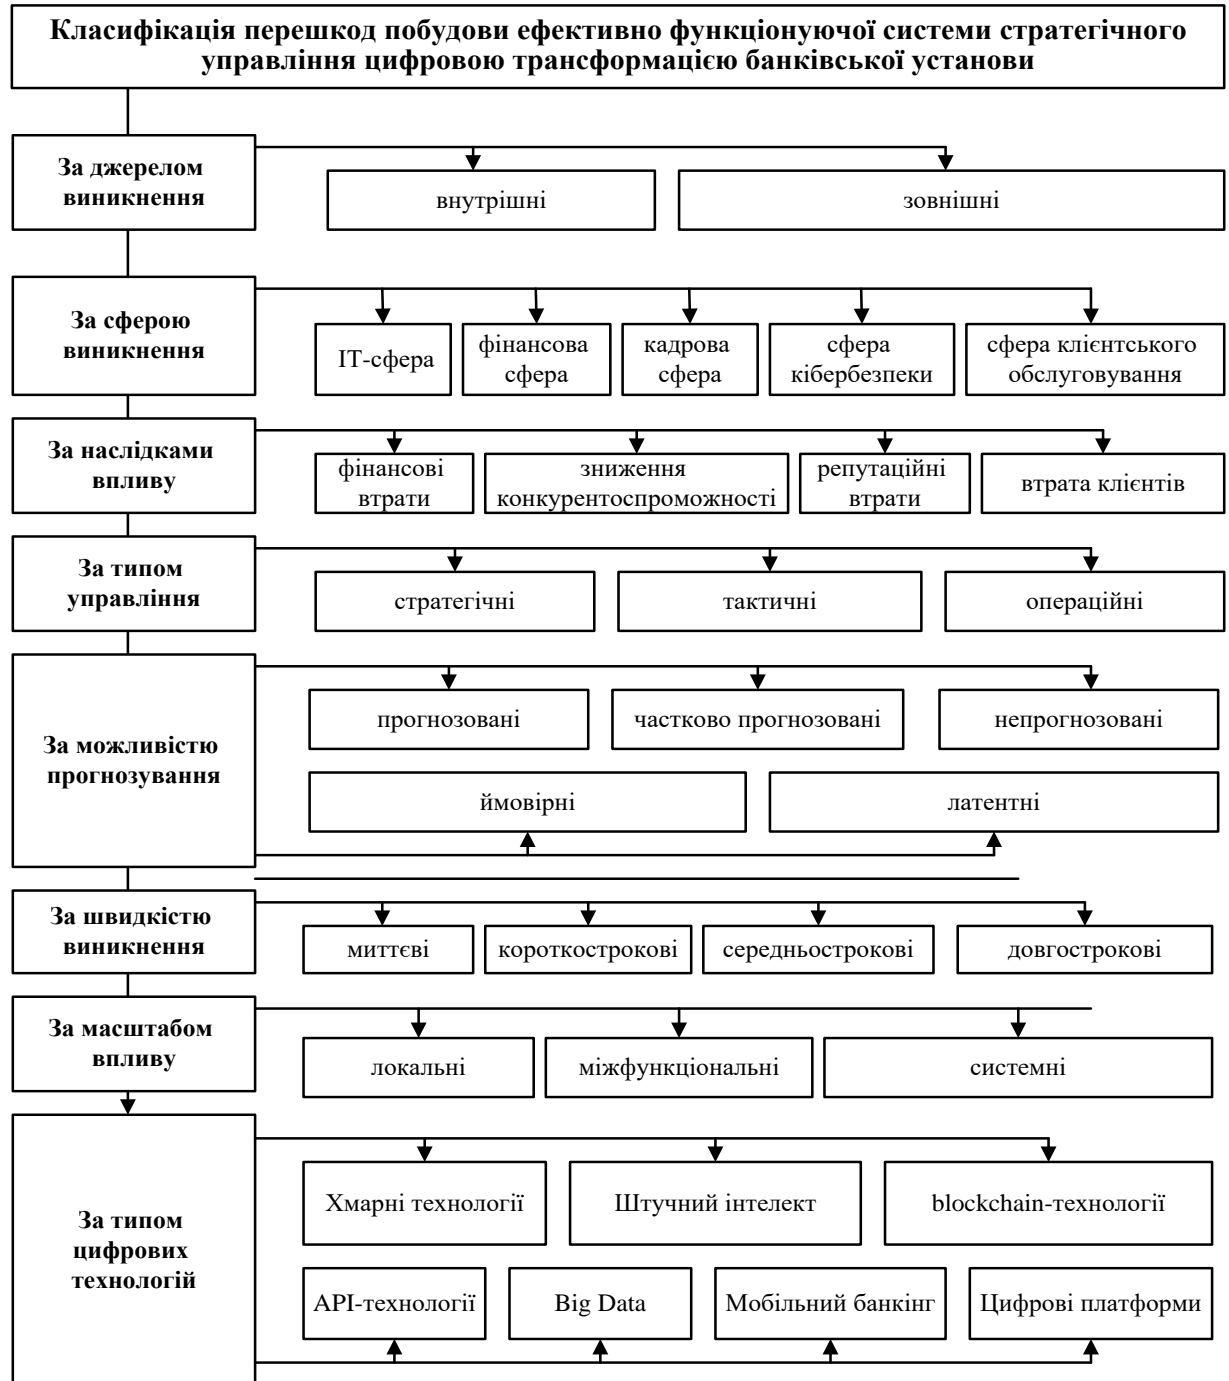 Класифікація перешкод побудови ефективно функціонуючої системи стратегічного
управління цифровою трансформацією банківської установи
За джерелом
виникнення
внутрішні
зовнішні
За сферою
виникнення
ІТ-сфера
фінансова
сфера
кадрова
сфера
сфера
кібербезпеки
сфера клієнтського
обслуговування
За наслідками
впливу
фінансові
втрати
зниження
конкурентоспроможності
репутаційні
втрати
втрата клієнтів
За типом
управління
стратегічні
тактичні
операційні
За можливістю
прогнозування
прогнозовані
частково прогнозовані
непрогнозовані
ймовірні
латентні
За швидкістю
виникнення
миттєві
короткострокові
середньострокові
довгострокові
За масштабом
впливу
локальні
міжфункціональні
системні
За типом
цифрових
технологій
Хмарні технології
Штучний інтелект
blockchain-технології
API-технології
Big Data
Мобільний банкінг
Цифрові платформи